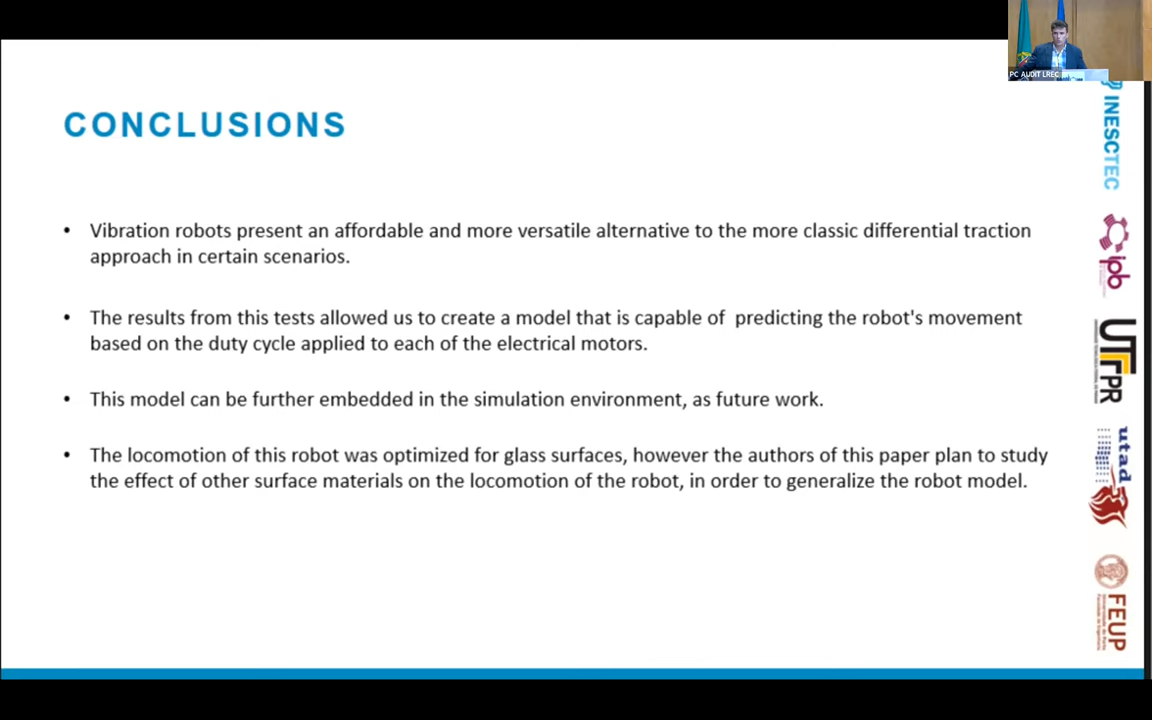 PC AUDIT LREC
CONCLUSIONS
• Vibration robots present an affordable and more versatile alternative to the more classic differential traction
approach in certain scenarios.
• The results from this tests allowed us to create a model that is capable of  predicting the robot's movement
based on the duty cycle applied to each of the electrical motors.
• This model can be further embedded in the simulation environment, as future work.
• The locomotion of this robot was optimized for glass surfaces, however the authors of this paper plan to study
the effect of other surface materials on the locomotion of the robot, in order to generalize the robot model.
INESCTEC
ipb
UTFPR
utad
FEUP